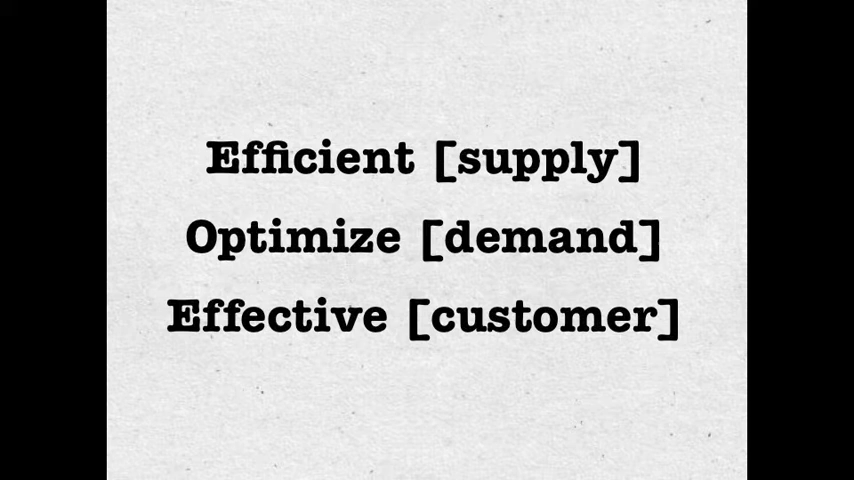 Efficient [supply]
Optimize [demand]
Effective [customer]